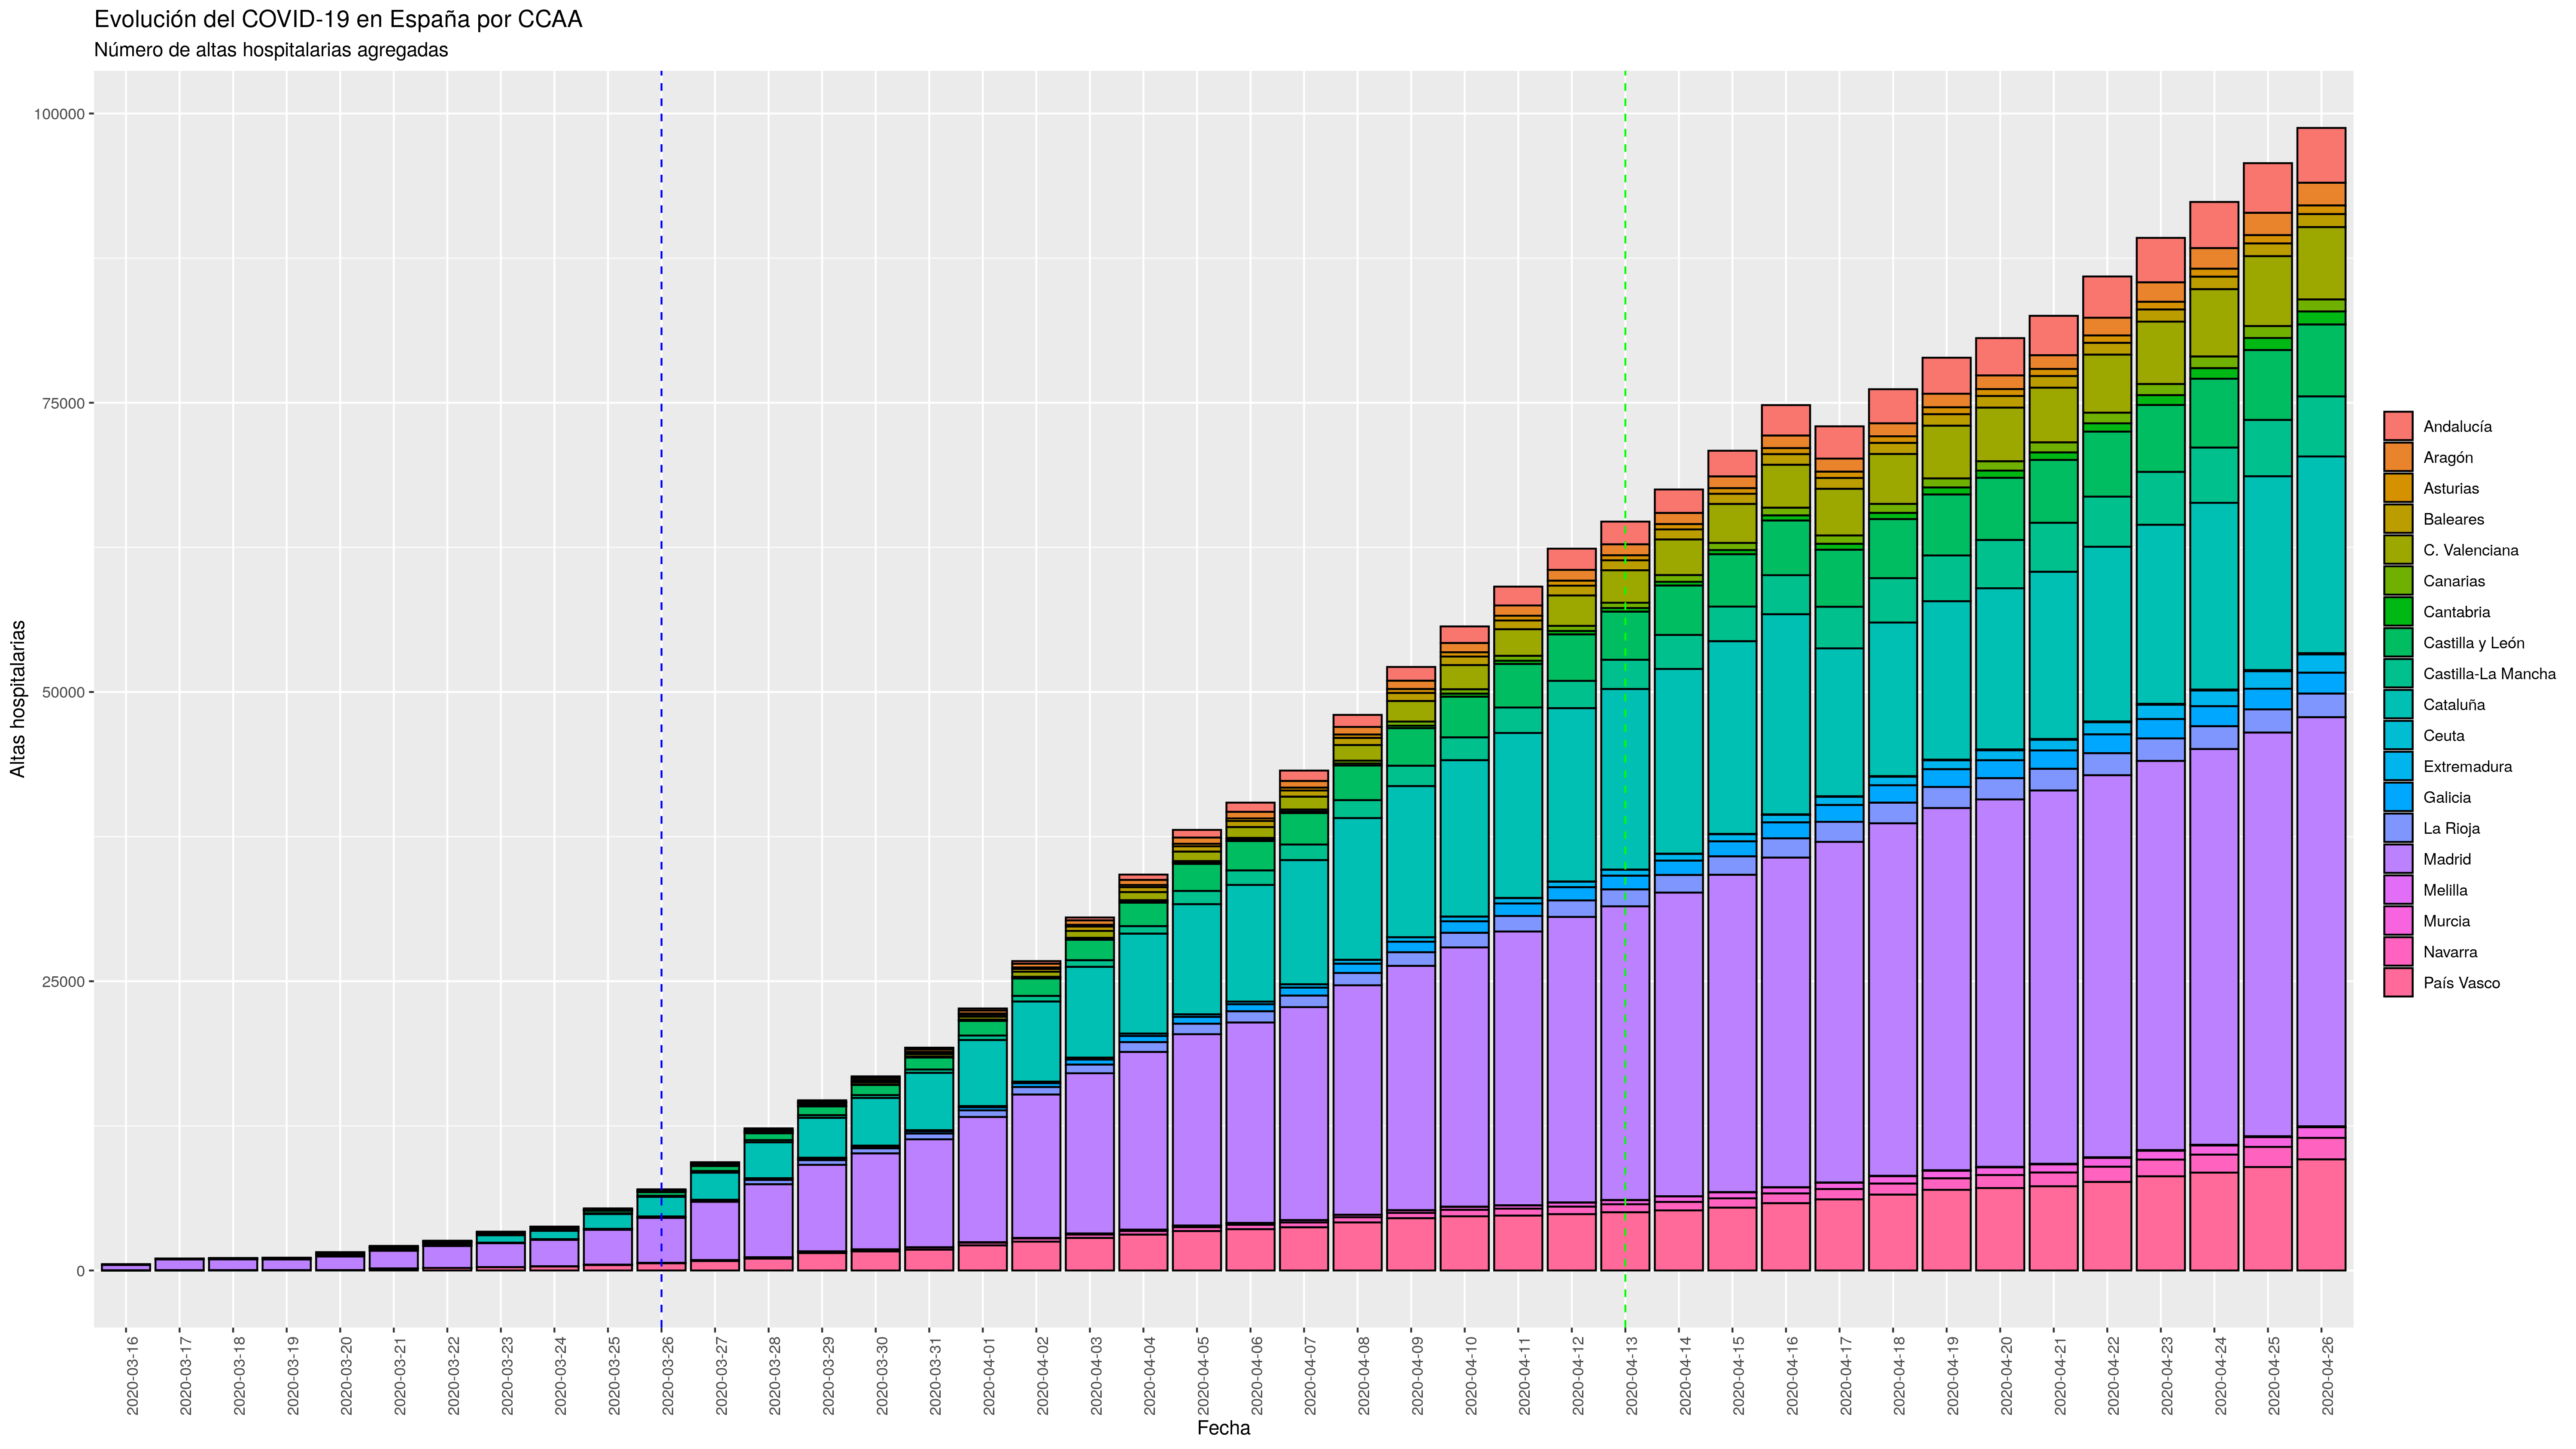 Evolución del COVID-19 en España por CCAA
Número de altas hospitalarias agregadas
Altas hospitalarias
100000
75000
50000
25000
0
2020-03-16
2020-03-17
2020-03-18
2020-03-19
2020-03-20
2020-03-21
2020-03-22
2020-03-23
2020-03-24
2020-03-25
2020-03-26
2020-03-27
2020-03-28
2020-03-29
2020-03-30
2020-03-31
2020-04-01
2020-04-02
2020-04-03
2020-04-04
2020-04-05
2020-04-06
2020-04-07
2020-04-08
2020-04-09
2020-04-10
2020-04-11
2020-04-12
2020-04-13
2020-04-14
2020-04-15
2020-04-16
2020-04-17
2020-04-18
2020-04-19
2020-04-20
2020-04-21
2020-04-22
2020-04-23
2020-04-24
2020-04-25
2020-04-26
Fecha
Andalucía
Aragón
Asturias
Baleares
C. Valenciana
Canarias
Cantabria
Castilla y León
Castilla-La Mancha
Cataluña
Ceuta
Extremadura
Galicia
La Rioja
Madrid
Melilla
Murcia
Navarra
País Vasco